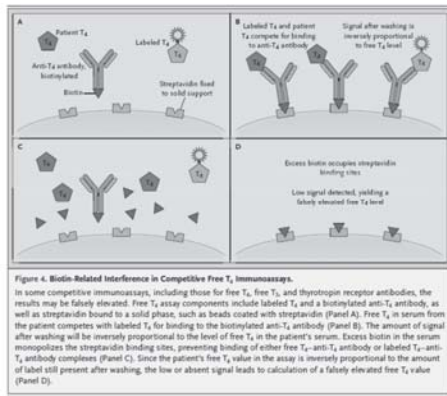 A
Patient T4
T4
Labeled T4
T4
Anti-T4 antibody,
biotinylated
Biotin
Streptavidin fixed
to solid support
B
Labeled T4 and patient
T4 compete for binding
to anti-T4 antibody
Signal after washing is
inversely proportional
to free T4 level
T4
T4
T4
C
T4
T4
T4
T4
D
Excess biotin occupies streptavidin
binding sites
Low signal detected, yielding a
falsely elevated free T4 level
Figure 4. Biotin-Related Interference in Competitive Free T4 Immunoassays.
In some competitive immunoassays, including those for free T4, free T3, and thyrotropin receptor antibodies, the
results may be falsely elevated. Free T4 assay components include labeled T4 and a biotinylated anti-T4 antibody, as
well as streptavidin bound to a solid phase, such as beads coated with streptavidin (Panel A). Free T4 in serum from
the patient competes with labeled T4 for binding to the biotinylated anti-T4 antibody (Panel B). The amount of signal
after washing will be inversely proportional to the level of free T4 in the patient's serum. Excess biotin in the serum
monopolizes the streptavidin binding sites, preventing binding of either free T4–anti-T4 antibody or labeled T4–anti-
T4 antibody complexes (Panel C). Since the patient's free T4 value in the assay is inversely proportional to the amount
of label still present after washing, the low or absent signal leads to calculation of a falsely elevated free T4 value
(Panel D).